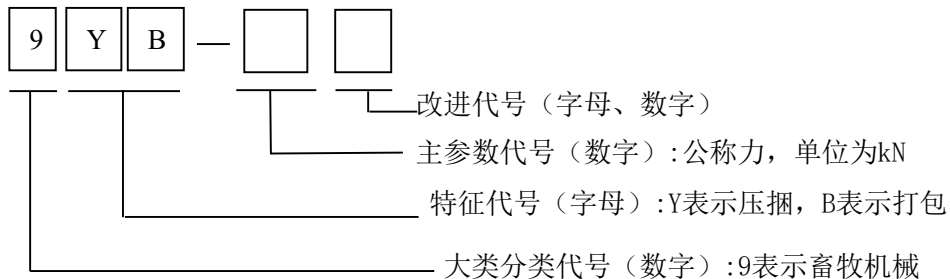 9 Y B —
改进代号（字母、数字）
主参数代号（数字）:公称力，单位为kN
特征代号（字母）:Y表示压捆，B表示打包
大类分类代号（数字）:9表示畜牧机械